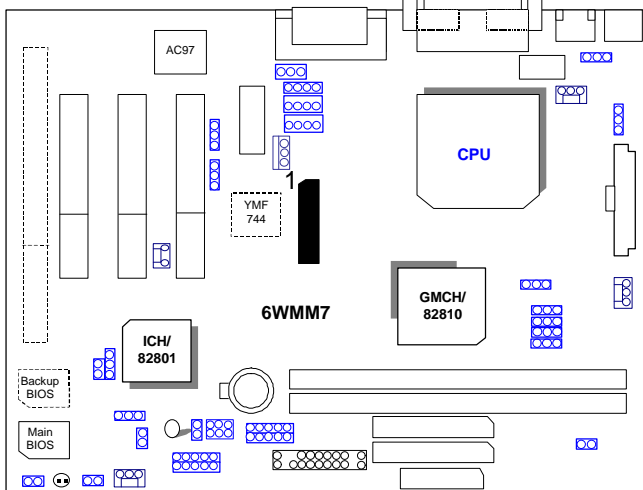 AC97
CPU
1
YMF
744
6WMM7
GMCH/
82810
ICH/
82801
Backup
BIOS
Main
BIOS